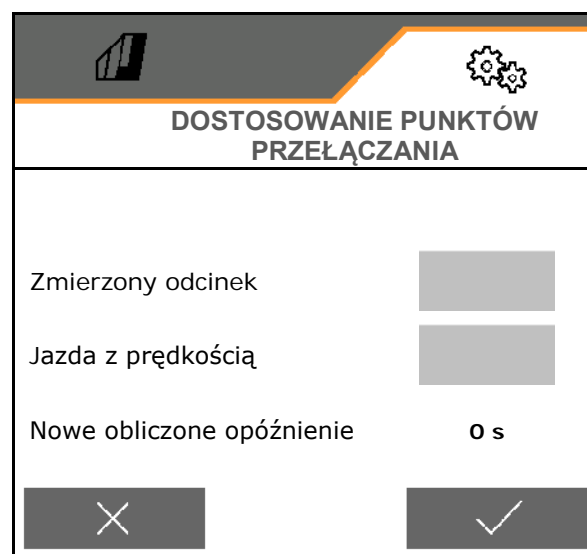 DOSTOSOWANIE PUNKTÓW
PRZEŁĄCZANIA
Zmierzony odcinek
Jazda z prędkością
Nowe obliczone opóźnienie 0 s